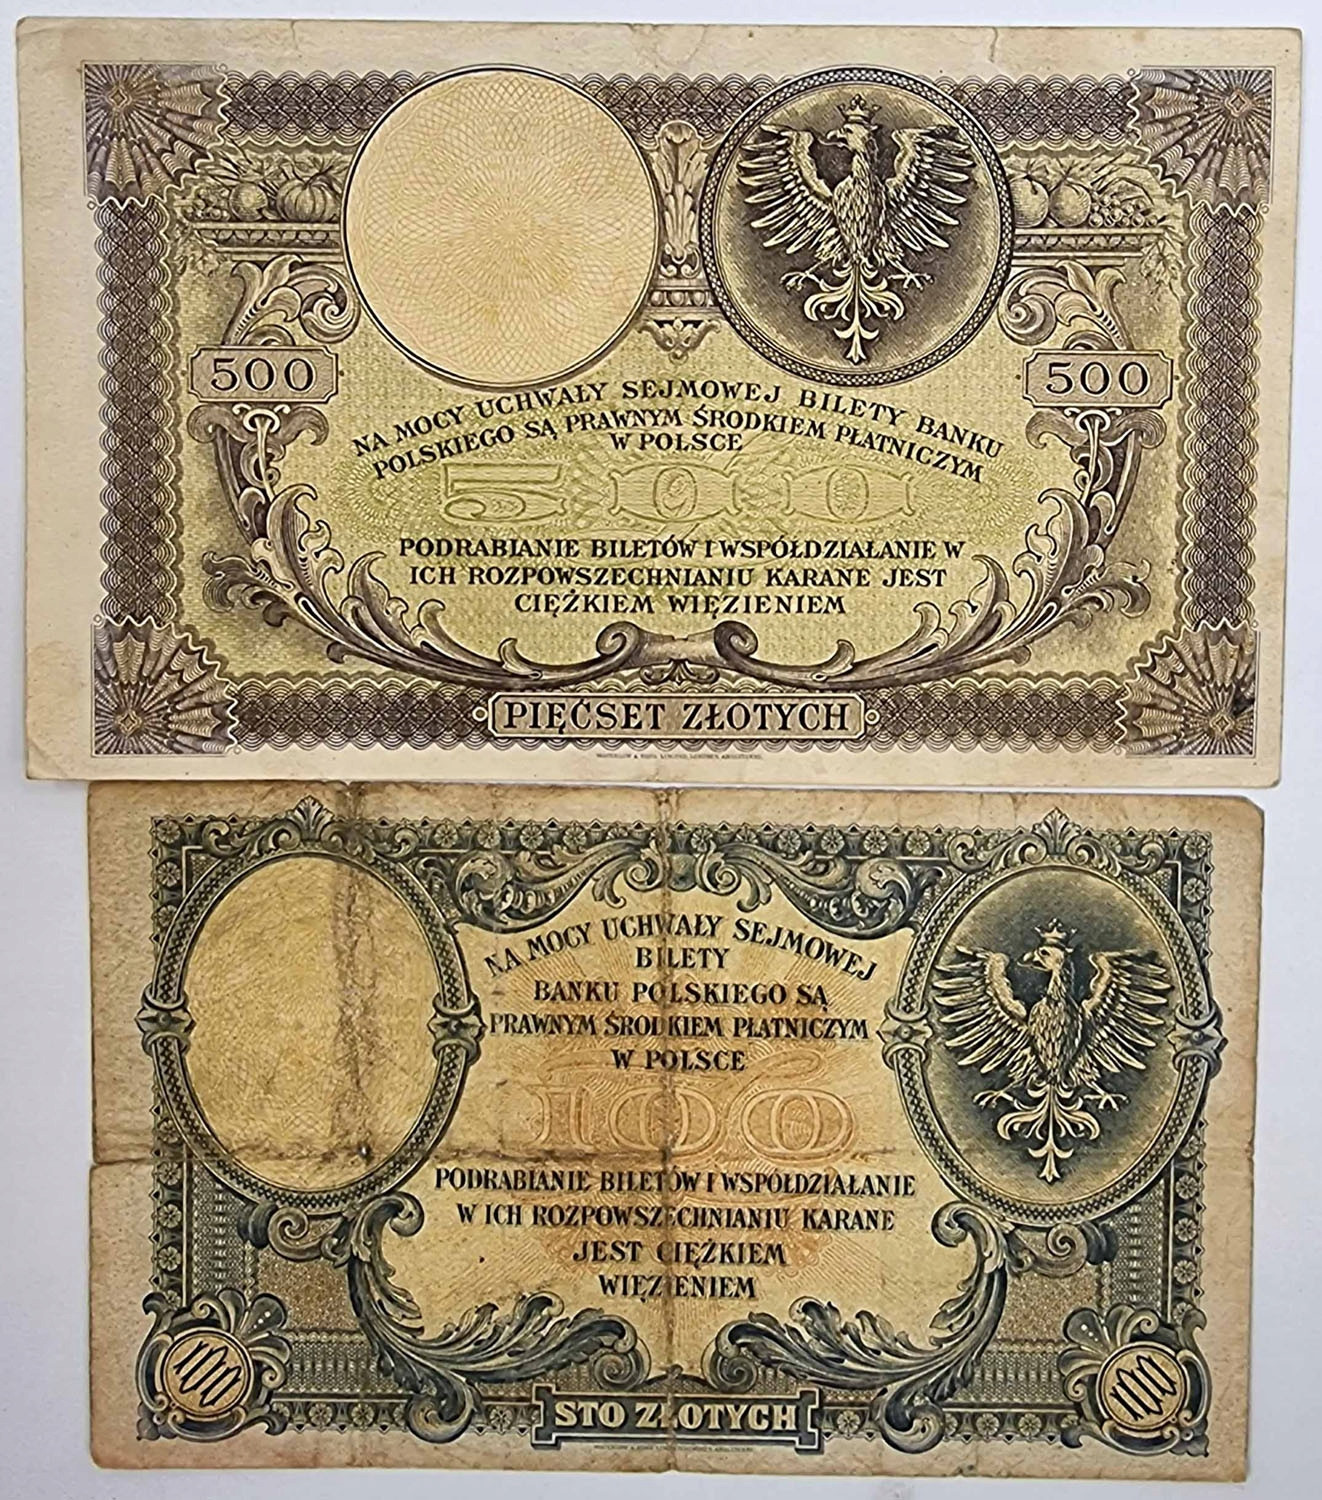 500
500
NA MOCY UCHWAŁY SEJMOWEJ BILETY BANKU
POLSKIEGO SĄ PRAWNYM ŚRODKIEM PŁATNICZYM
W POLSCE
500
PODRABIANIE BILETÓW I WSPÓŁDZIAŁANIE W
ICH ROZPOWSZECHNIANIU KARANE JEST
CIĘŻKIEM WIĘZIENIEM
PIĘĆSET ZŁOTYCH
NA MOCY UCHWAŁY SEJMOWEJ
BILETY
BANKU POLSKIEGO SĄ
PRAWNYM ŚRODKIEM PŁATNICZYM
W POLSCE
100
PODRABIANIE BILETÓW I WSPÓŁDZIAŁANIE
W ICH ROZPOWSZECHNIANIU KARANE
JEST CIĘŻKIEM
WIĘZIENIEM
100
100
STO ZŁOTYCH